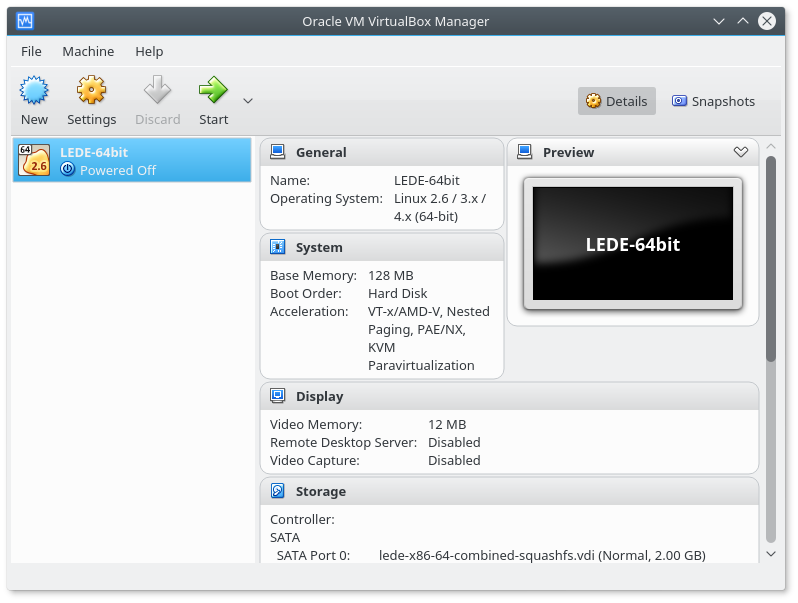 Oracle VM VirtualBox Manager
File Machine Help
New Settings Discard Start Details Snapshots
64
2.6
LEDE-64bit
Powered Off
General
Name: LEDE-64bit
Operating System: Linux 2.6 / 3.x /
4.x (64-bit)
System
Base Memory: 128 MB
Boot Order: Hard Disk
Acceleration: VT-x/AMD-V, Nested
Paging, PAE/NX,
KVM
Paravirtualization
Preview
LEDE-64bit
Display
Video Memory: 12 MB
Remote Desktop Server: Disabled
Video Capture: Disabled
Storage
Controller:
SATA
SATA Port 0: lede-x86-64-combined-squashfs.vdi (Normal, 2.00 GB)